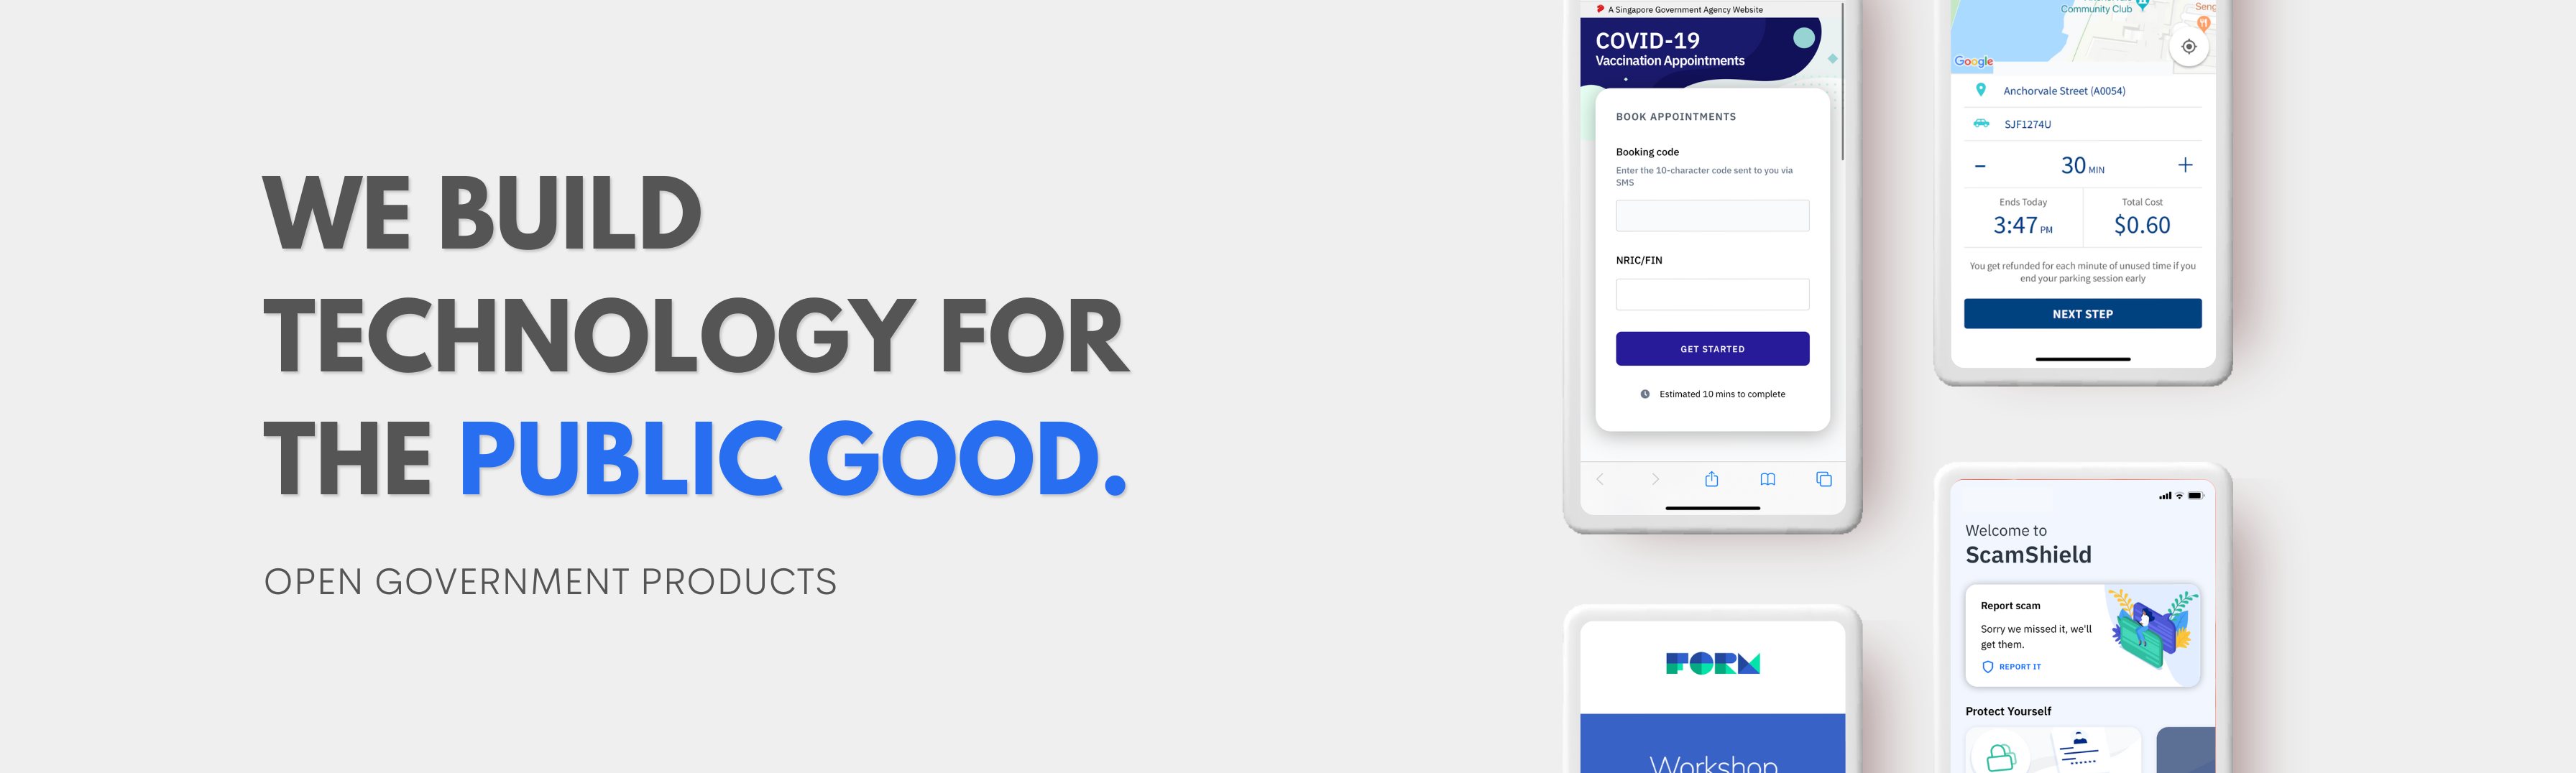 WE BUILD
TECHNOLOGY FOR
THE PUBLIC GOOD.
OPEN GOVERNMENT PRODUCTS
A Singapore Government Agency Website
COVID-19
Vaccination Appointments
BOOK APPOINTMENTS
Booking code
Enter the 10-character code sent to you via
SMS
NRIC/FIN
GET STARTED
Estimated 10 mins to complete
FORM
Workshop
Community Club
Google
Anchorvale Street (A0054)
SJF1274U
- 30 MIN +
Ends Today
3:47 PM
Total Cost
$0.60
You get refunded for each minute of unused time if you
end your parking session early
NEXT STEP
Welcome to
ScamShield
Report scam
Sorry we missed it, we'll
get them.
REPORT IT
Protect Yourself